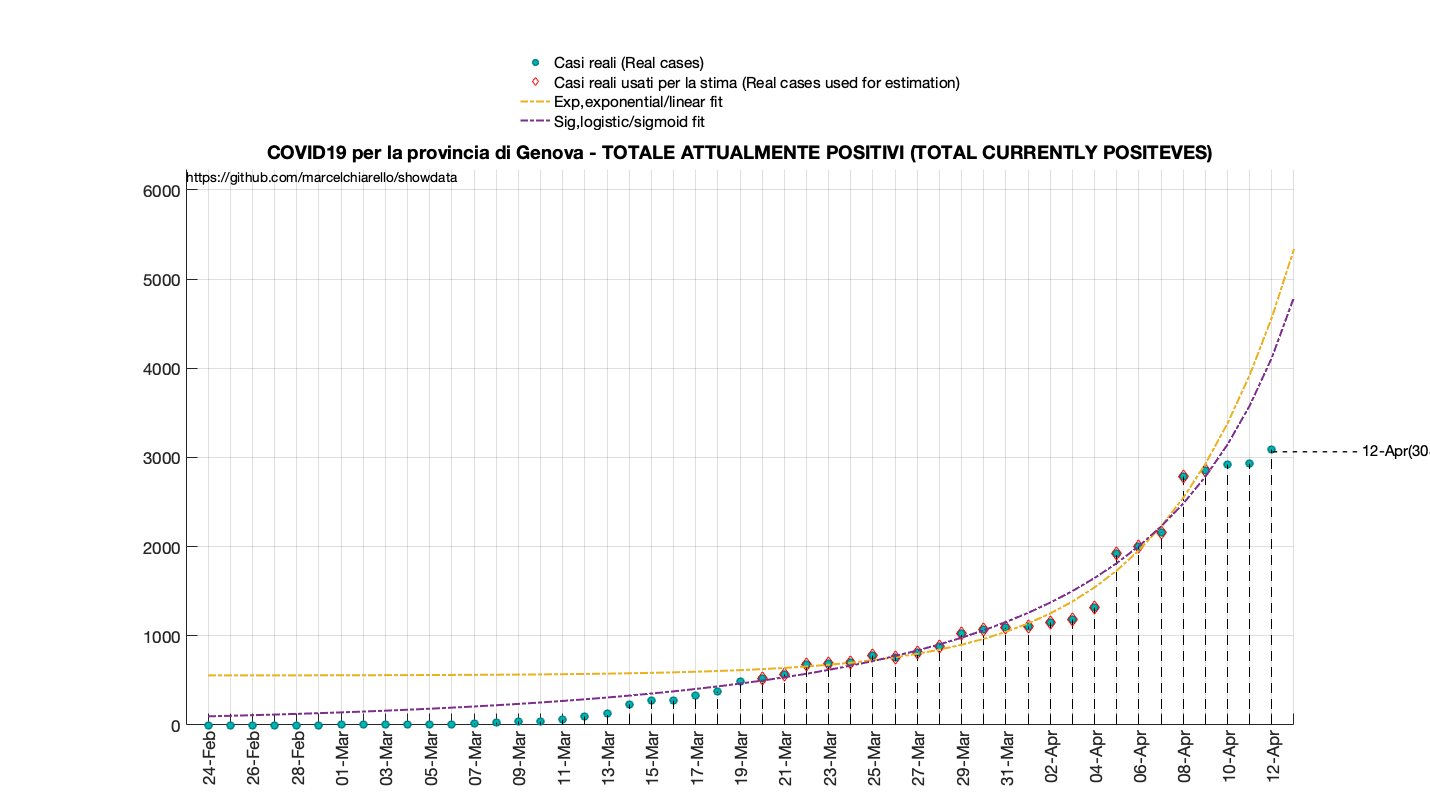 Casi reali (Real cases)
Casi reali usati per la stima (Real cases used for estimation)
Exp,exponential/linear fit
Sig,logistic/sigmoid fit
COVID19 per la provincia di Genova - TOTALE ATTUALMENTE POSITIVI (TOTAL CURRENTLY POSITEVES)
https://github.com/marcelchiarello/showdata
6000
5000
4000
3000
2000
1000
0
12-Apr(30
24-Feb
26-Feb
28-Feb
01-Mar
03-Mar
05-Mar
07-Mar
09-Mar
11-Mar
13-Mar
15-Mar
17-Mar
19-Mar
21-Mar
23-Mar
25-Mar
27-Mar
29-Mar
31-Mar
02-Apr
04-Apr
06-Apr
08-Apr
10-Apr
12-Apr